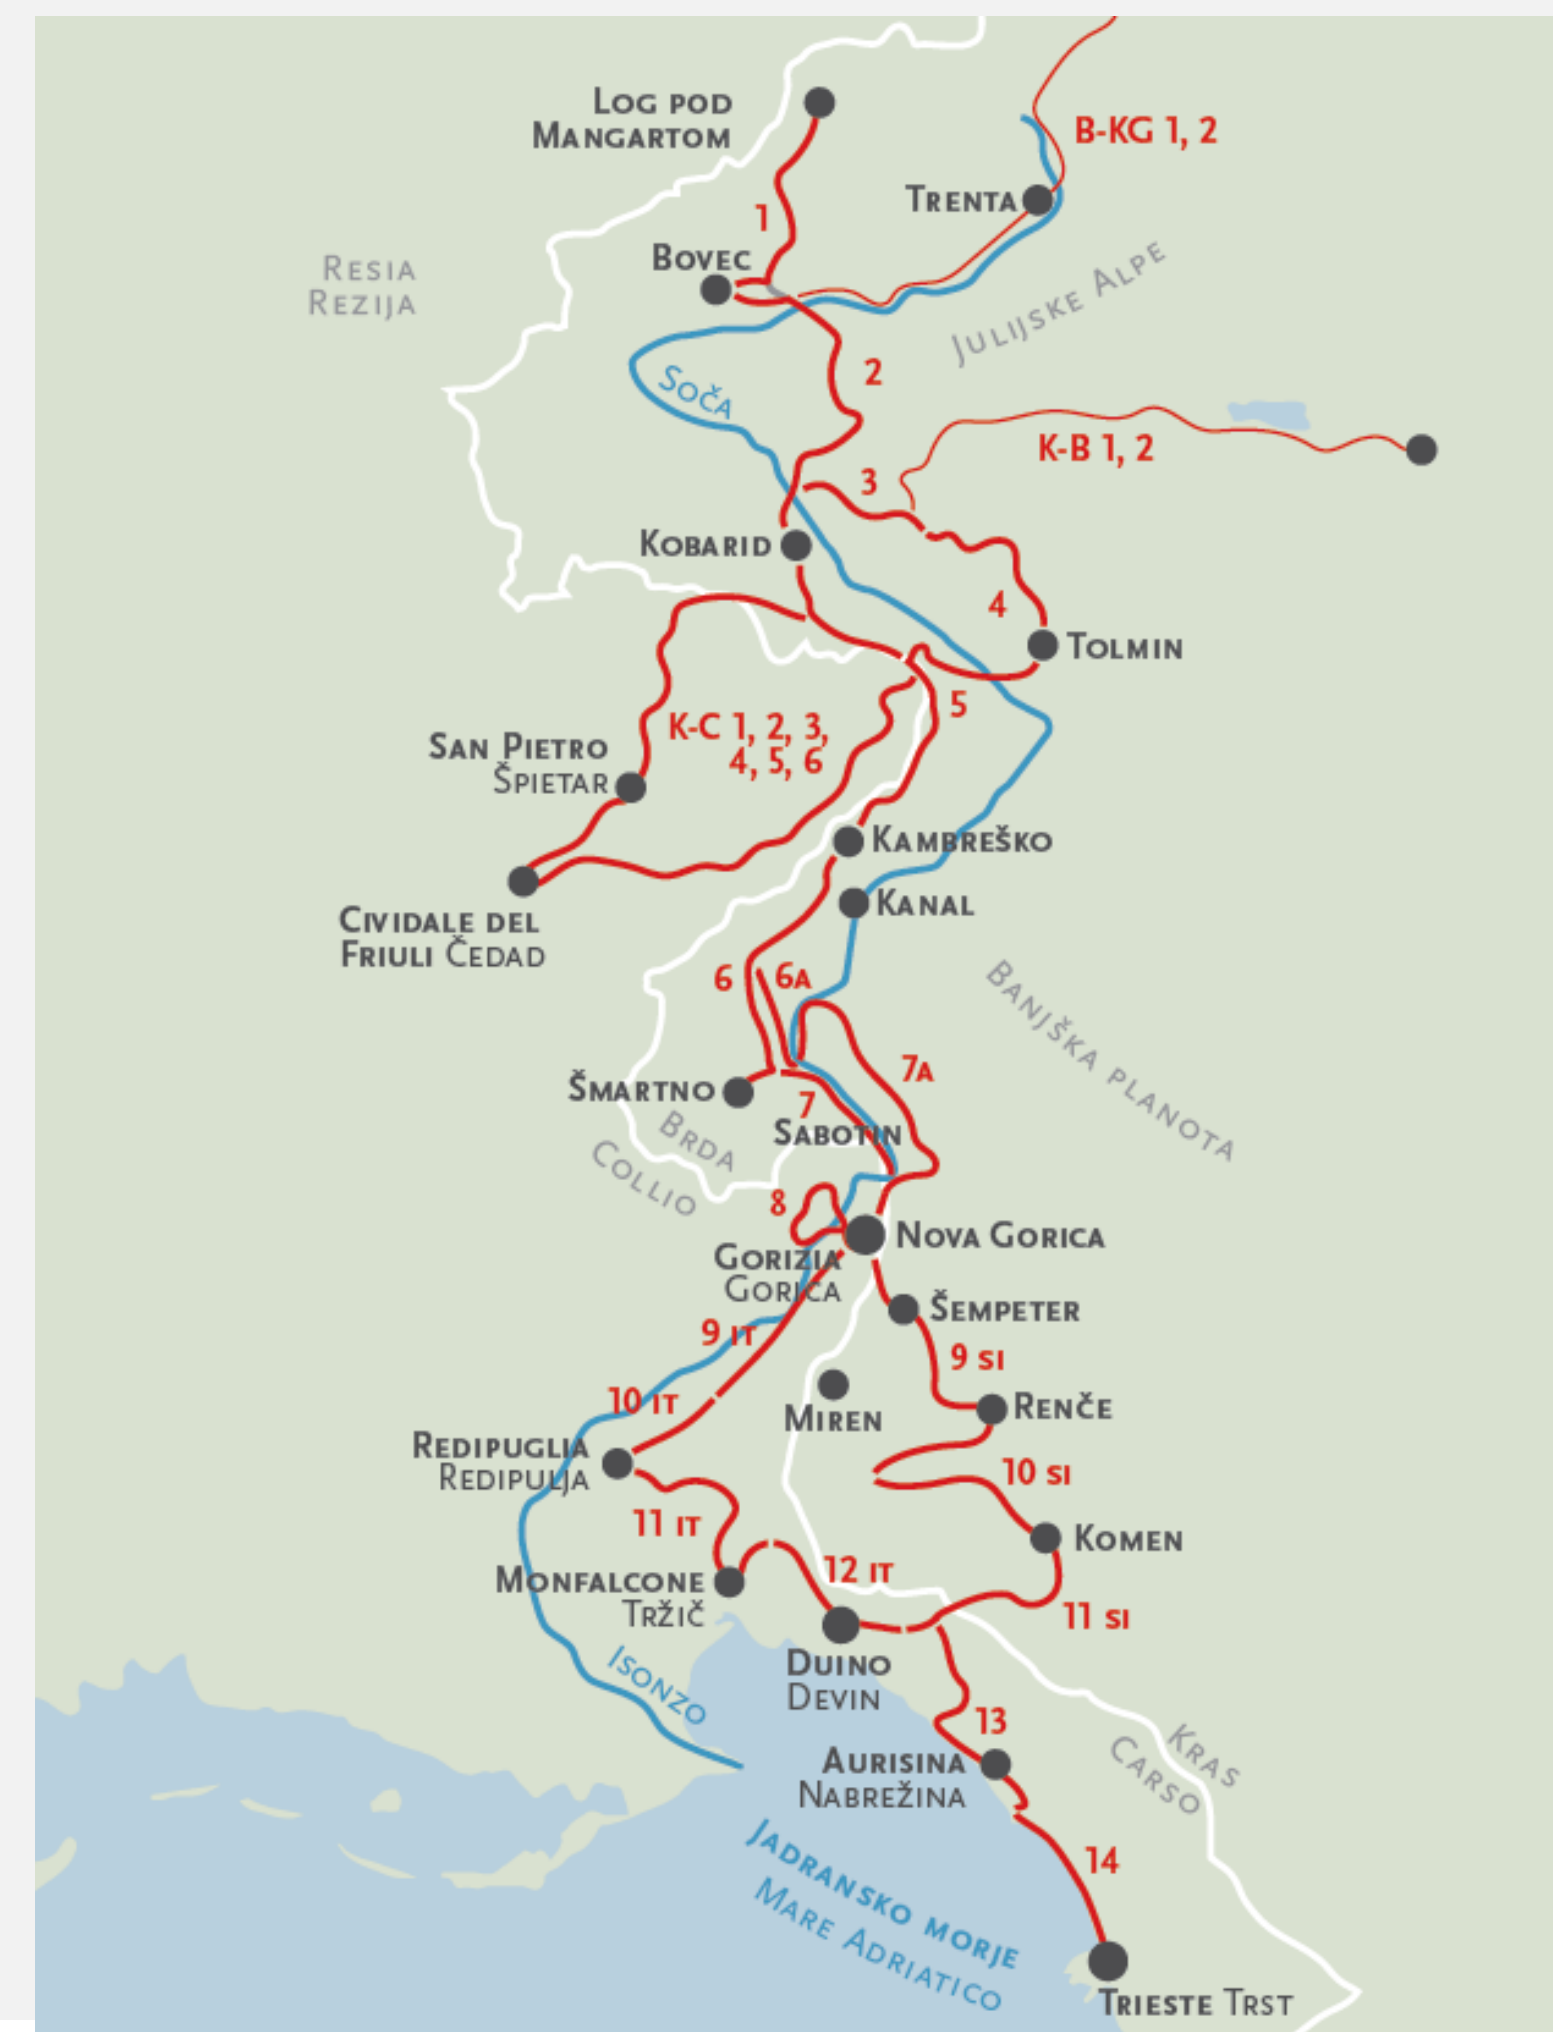 Log pod
Mangartom
B-KG 1, 2
Trenta
1
Bovec
Resia
Rezija
Julijske Alpe
2
Soča
K-B 1, 2
3
Kobarid
4
Tolmin
5
K-C 1, 2, 3,
4, 5, 6
San Pietro
Špietar
Kambreško
Kanal
Cividale del
Friuli Čedad
6
6A
Banjška planota
7A
Šmartno
7
Sabotin
Brda
Collio
8
Nova Gorica
Gorizia
Gorica
Šempeter
9 IT
9 SI
10 IT
Renče
Miren
Redipuglia
Redipulja
10 SI
11 IT
Komen
12 IT
Monfalcone
Tržič
11 SI
Duino
Devin
Isonzo
13
Kras
Carso
Aurisina
Nabrežina
Jadransko morje
Mare Adriatico
14
Trieste Trst